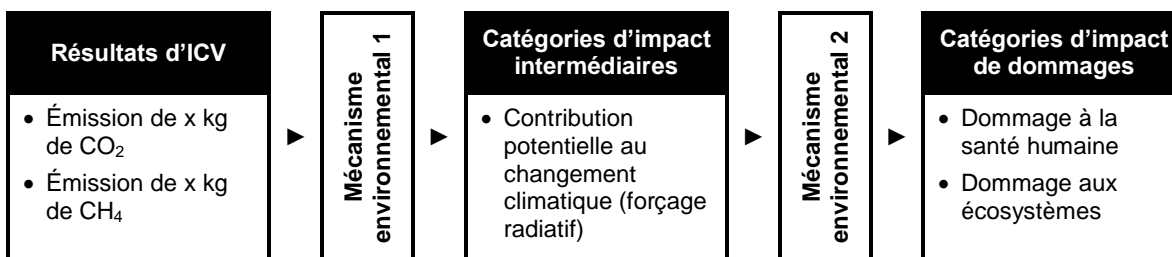 Résultats d'ICV
• Émission de x kg
de CO₂
• Émission de x kg
de CH₄
►
Mécanisme
environnemental 1
►
Catégories d'impact
intermédiaires
• Contribution
potentielle au
changement
climatique (forçage
radiatif)
►
Mécanisme
environnemental 2
►
Catégories d'impact
de dommages
• Dommage à la
santé humaine
• Dommage aux
écosystèmes